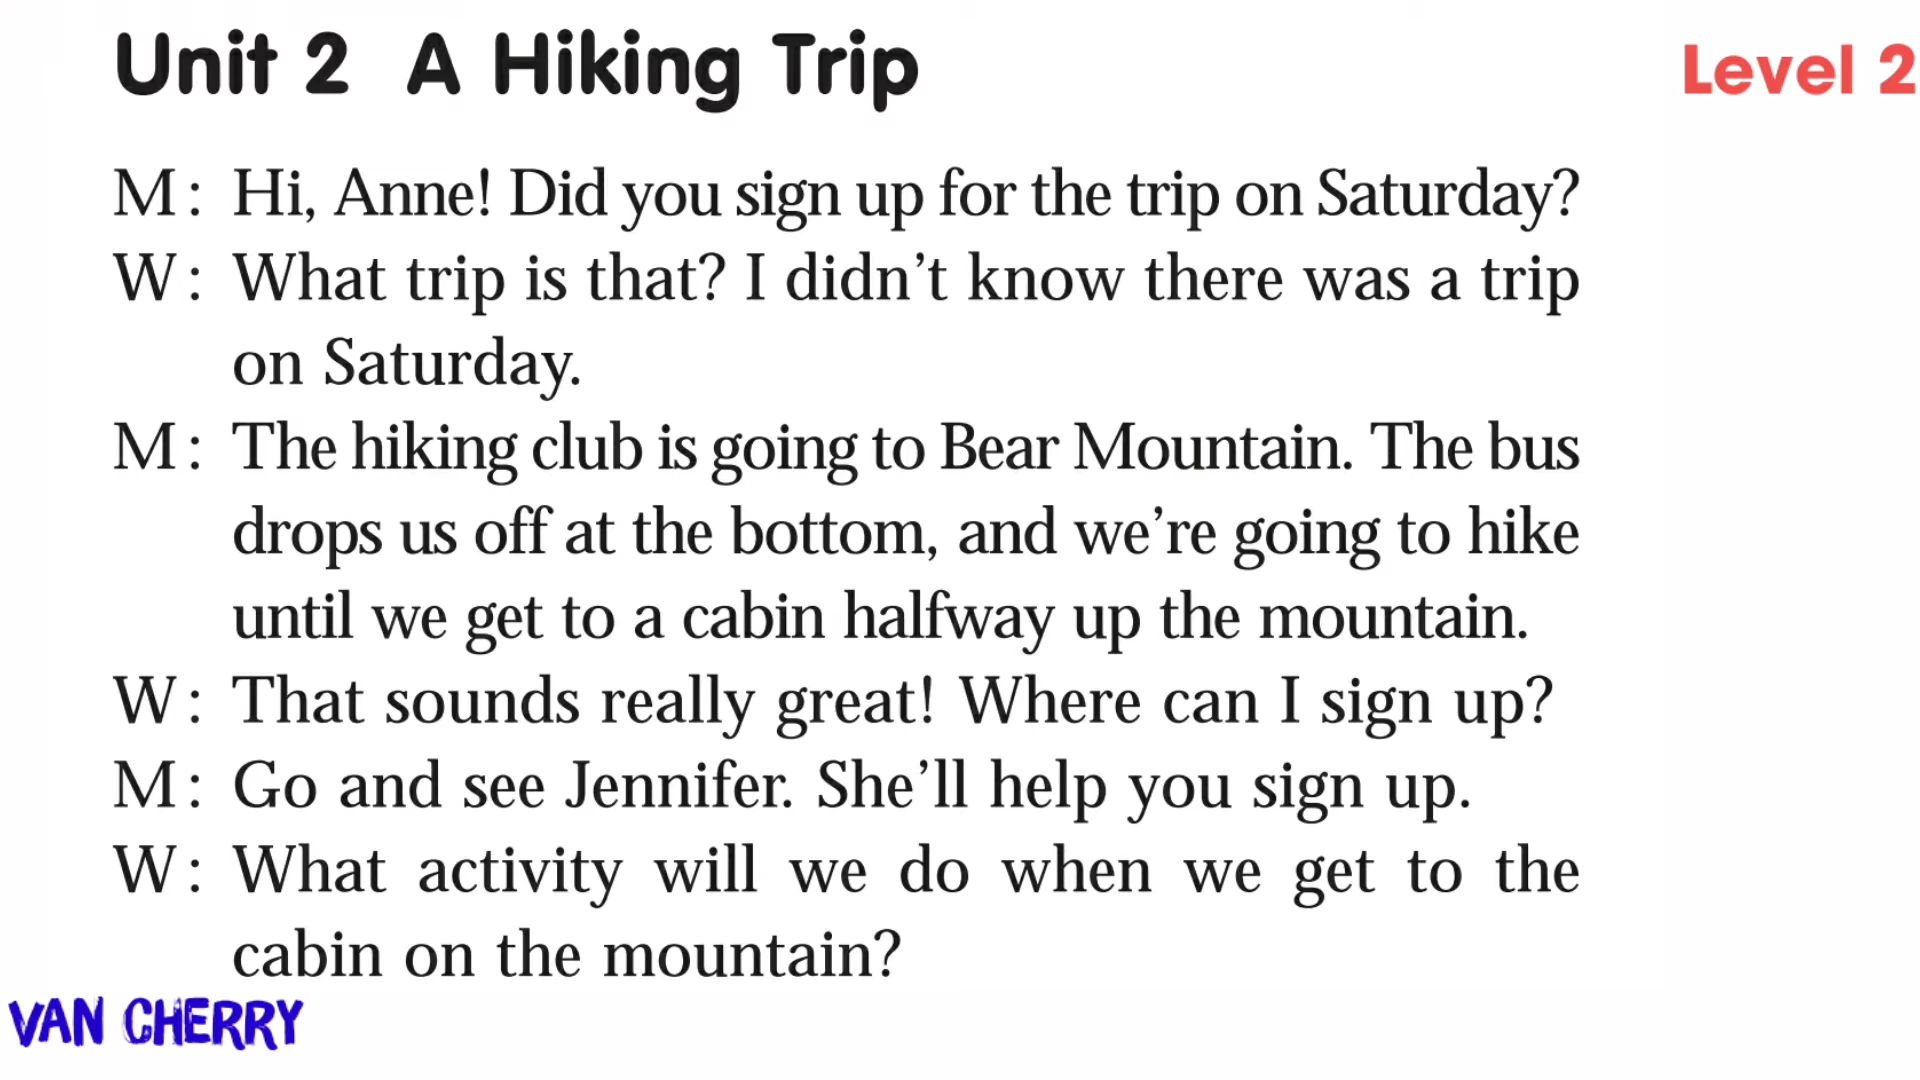 Unit 2 A Hiking Trip
Level 2
M: Hi, Anne! Did you sign up for the trip on Saturday?
W: What trip is that? I didn’t know there was a trip
on Saturday.
M: The hiking club is going to Bear Mountain. The bus
drops us off at the bottom, and we’re going to hike
until we get to a cabin halfway up the mountain.
W: That sounds really great! Where can I sign up?
M: Go and see Jennifer. She’ll help you sign up.
W: What activity will we do when we get to the
cabin on the mountain?
VAN CHERRY